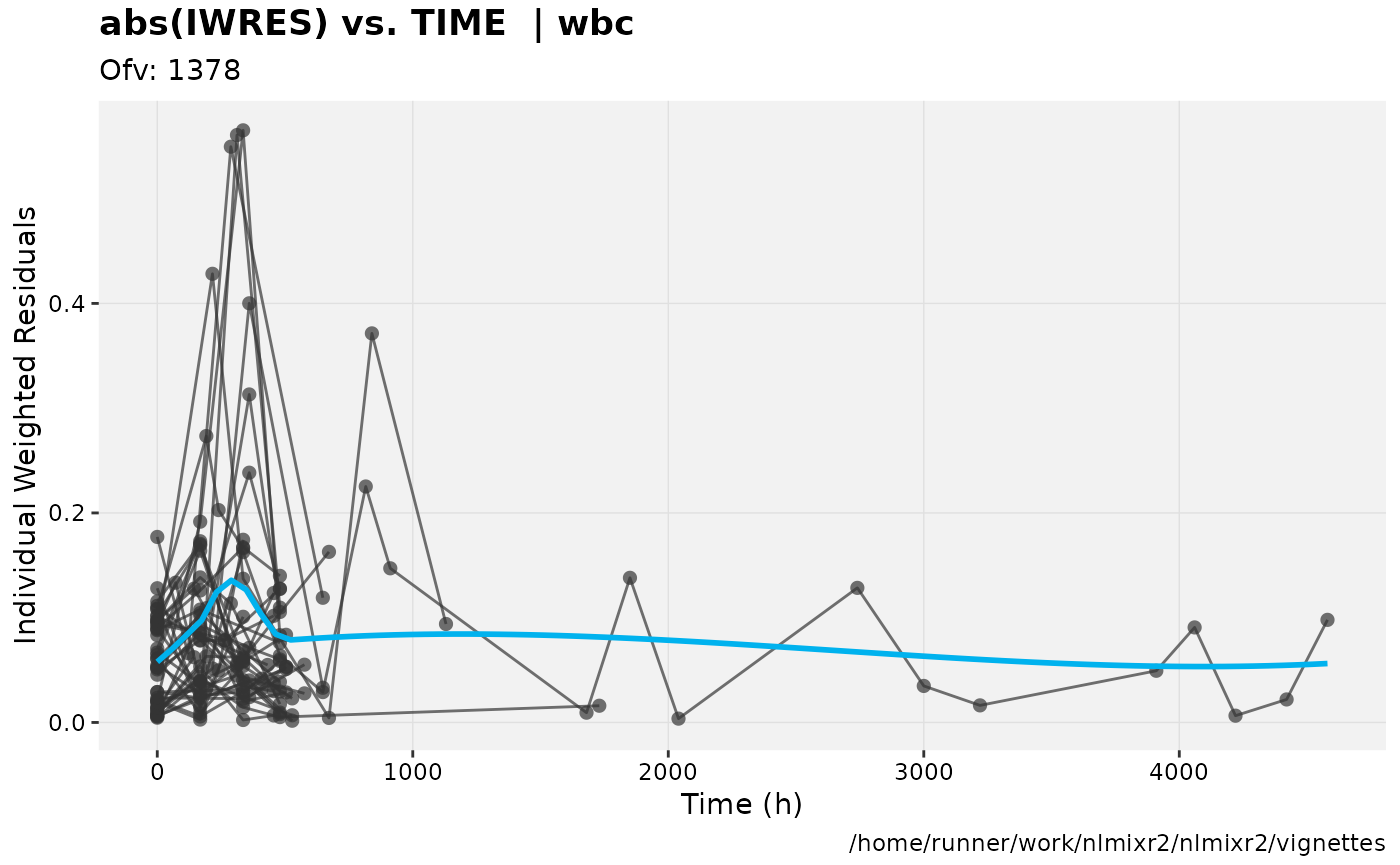 abs(IWRES) vs. TIME  | wbc
Ofv: 1378
Individual Weighted Residuals
0.4
0.2
0.0
0 1000 2000 3000 4000
Time (h)
/home/runner/work/nlmixr2/nlmixr2/vignettes